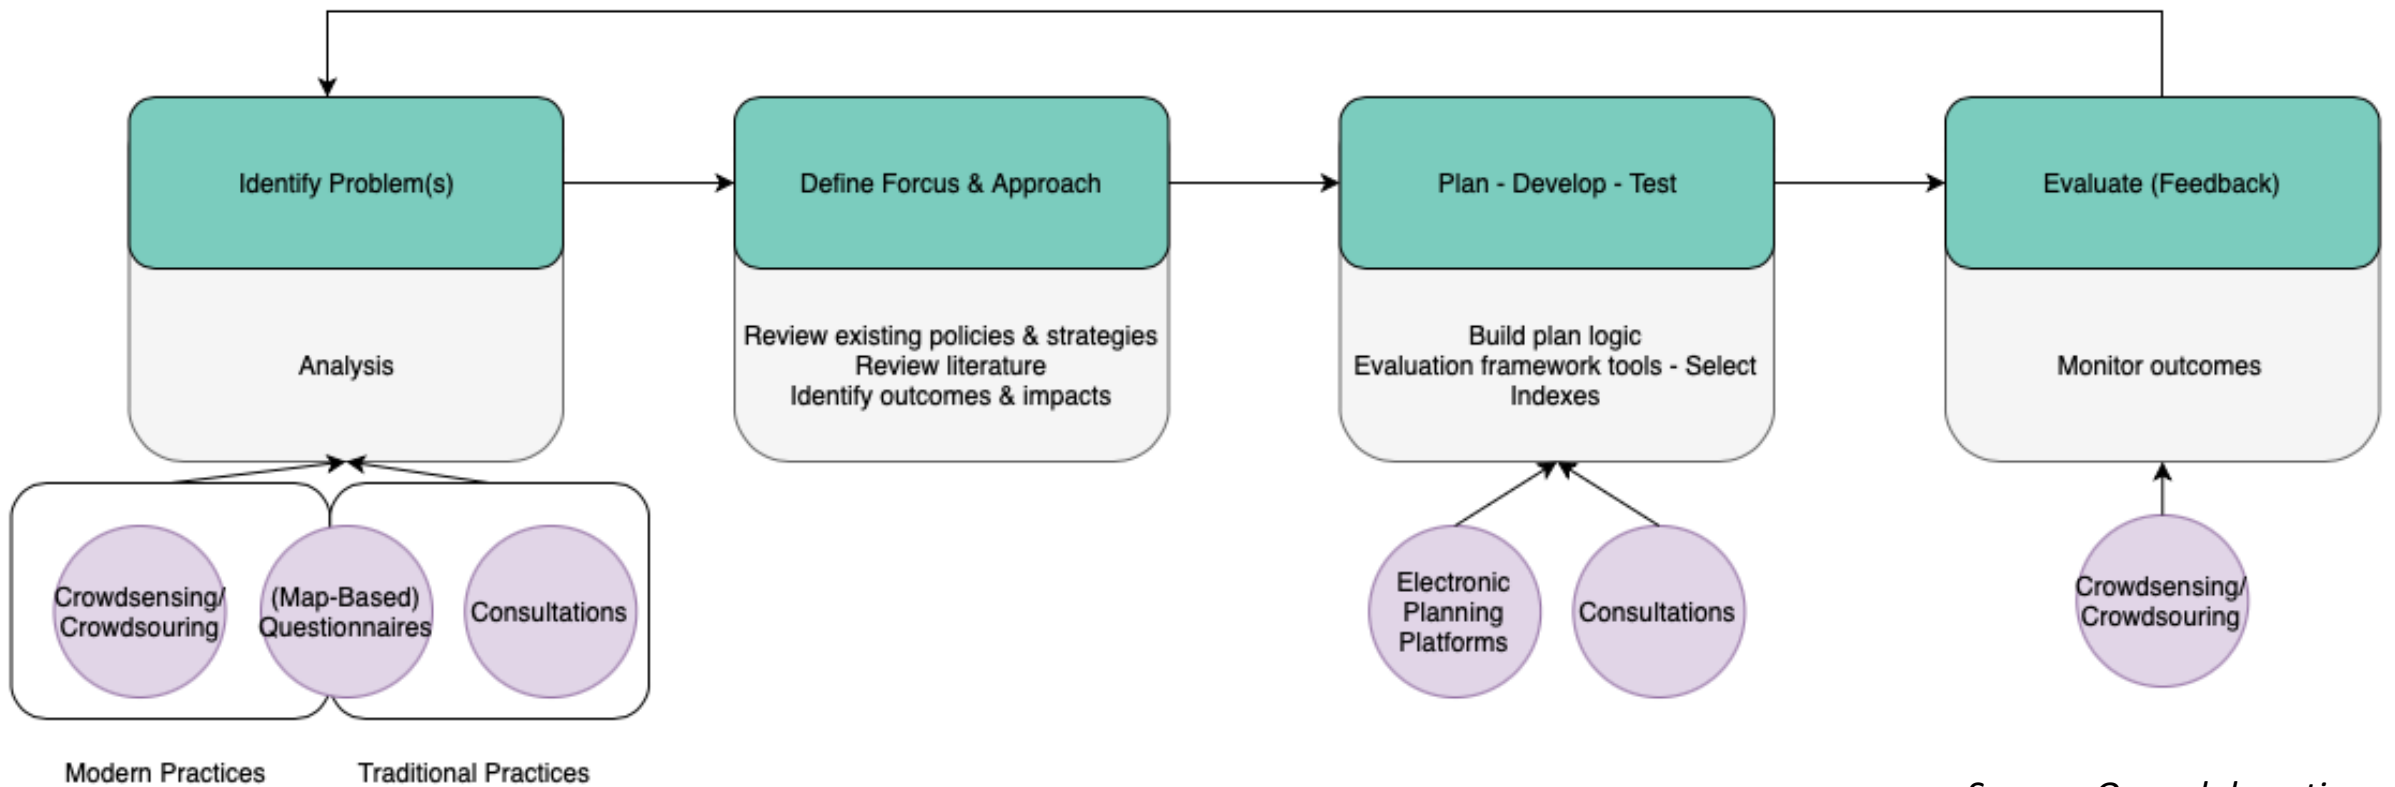 Identify Problem(s)
Define Forcus & Approach
Plan - Develop - Test
Evaluate (Feedback)
Analysis
Review existing policies & strategies
Review literature
Identify outcomes & impacts
Build plan logic
Evaluation framework tools - Select
Indexes
Monitor outcomes
Crowdsensing/
Crowdsouring
(Map-Based)
Questionnaires
Consultations
Electronic
Planning
Platforms
Consultations
Crowdsensing/
Crowdsouring
Modern Practices
Traditional Practices